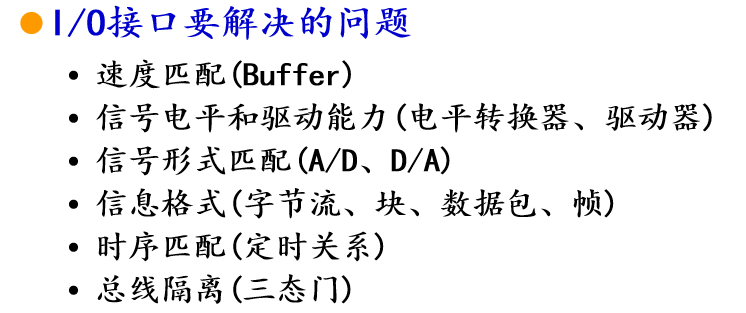 I/O接口要解决的问题
速度匹配(Buffer)
信号电平和驱动能力(电平转换器、驱动器)
信号形式匹配(A/D、D/A)
信息格式(字节流、块、数据包、帧)
时序匹配(定时关系)
总线隔离(三态门)